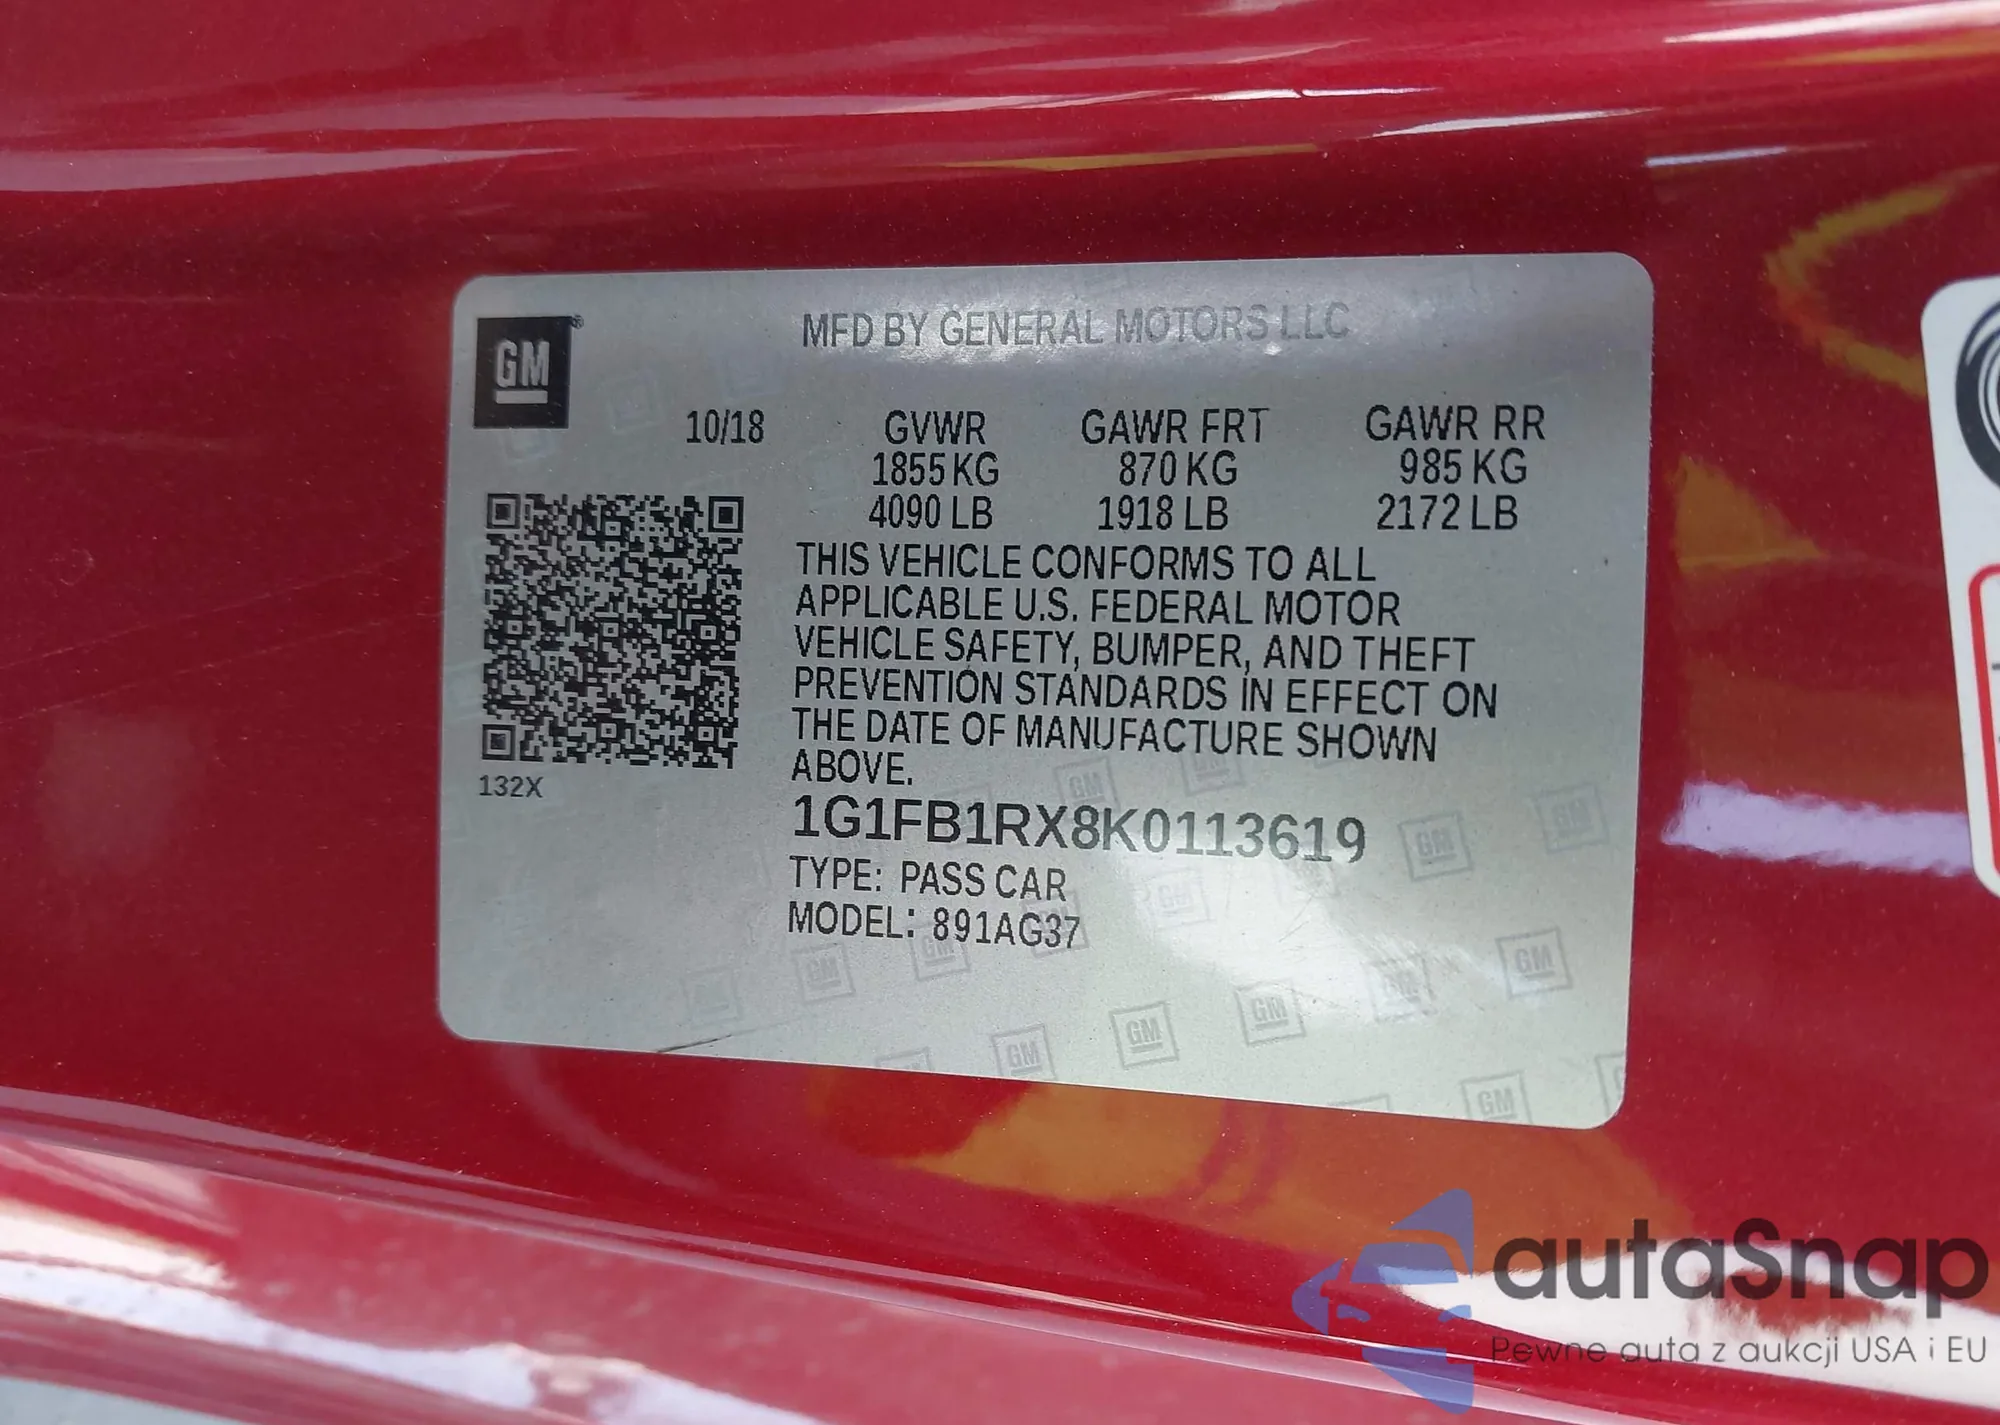 GM®
MFD BY GENERAL MOTORS LLC
10/18 GVWR GAWR FRT GAWR RR
1855 KG 870 KG 985 KG
4090 LB 1918 LB 2172 LB
THIS VEHICLE CONFORMS TO ALL
APPLICABLE U.S. FEDERAL MOTOR
VEHICLE SAFETY, BUMPER, AND THEFT
PREVENTION STANDARDS IN EFFECT ON
THE DATE OF MANUFACTURE SHOWN
ABOVE.
132X
1G1FB1RX8K0113619
TYPE: PASS CAR
MODEL: 891AG37
autaSnap
Pewne auta z aukcji USA i EU